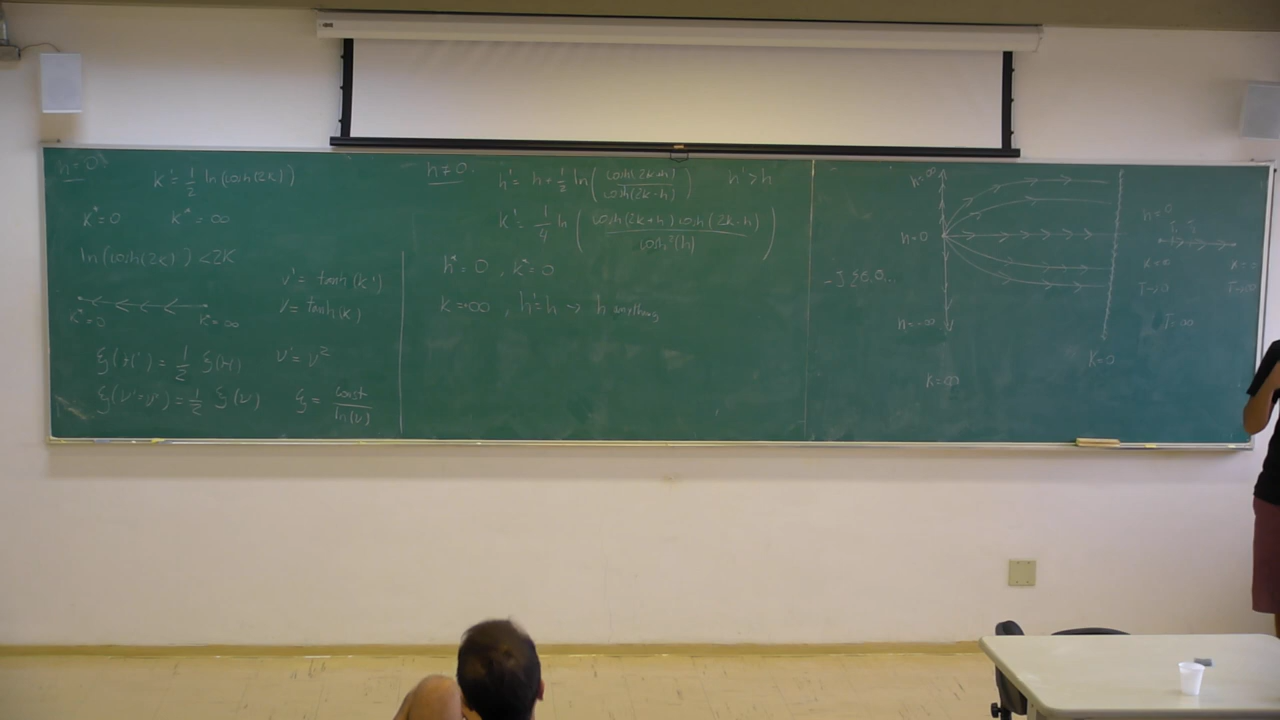 h=0
K' = 1/2 ln(cosh(2K))
K*=0 K*=∞
ln(cosh(2K)) < 2K
K*=0 K*=∞
v' = tanh(K')
v = tanh(K)
ξ(K') = 1/2 ξ(K) v' = v²
ξ(v'=v²) = 1/2 ξ(v) ξ = const/ln(v)
h≠0
h' = h + 1/2 ln(cosh(2K+h)/cosh(2K-h)) h' > h
K' = 1/4 ln(cosh(2K+h) cosh(2K-h)/cosh²(h))
h*=0, K*=0
K=∞, h'=h → h anything
h=∞
h=0
h=-∞
K=∞
K=0
h=0
K=∞
T→0
T=∞